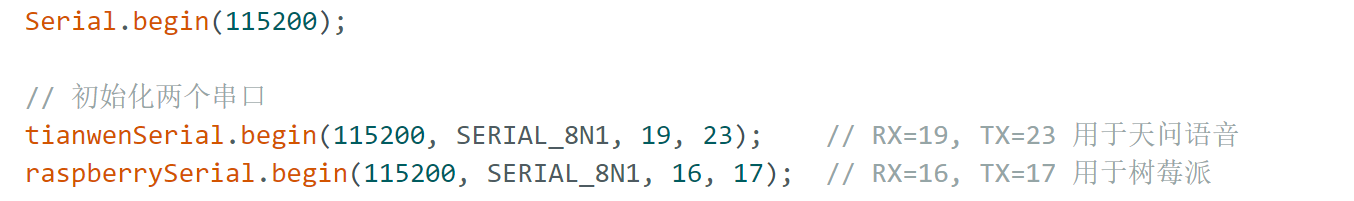 Serial.begin(115200);
// 初始化两个串口
tianwenSerial.begin(115200, SERIAL_8N1, 19, 23);    // RX=19, TX=23 用于天问语音
raspberrySerial.begin(115200, SERIAL_8N1, 16, 17);  // RX=16, TX=17 用于树莓派